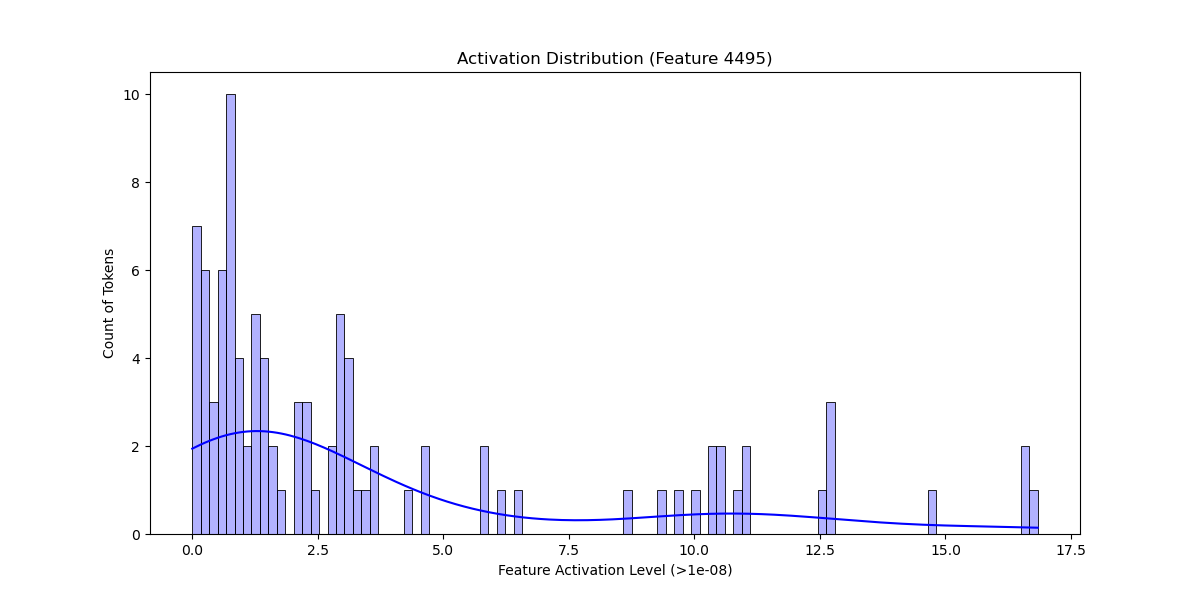 Activation Distribution (Feature 4495)
10
8
6
4
2
0
Count of Tokens
0.0 2.5 5.0 7.5 10.0 12.5 15.0 17.5
Feature Activation Level (>1e-08)